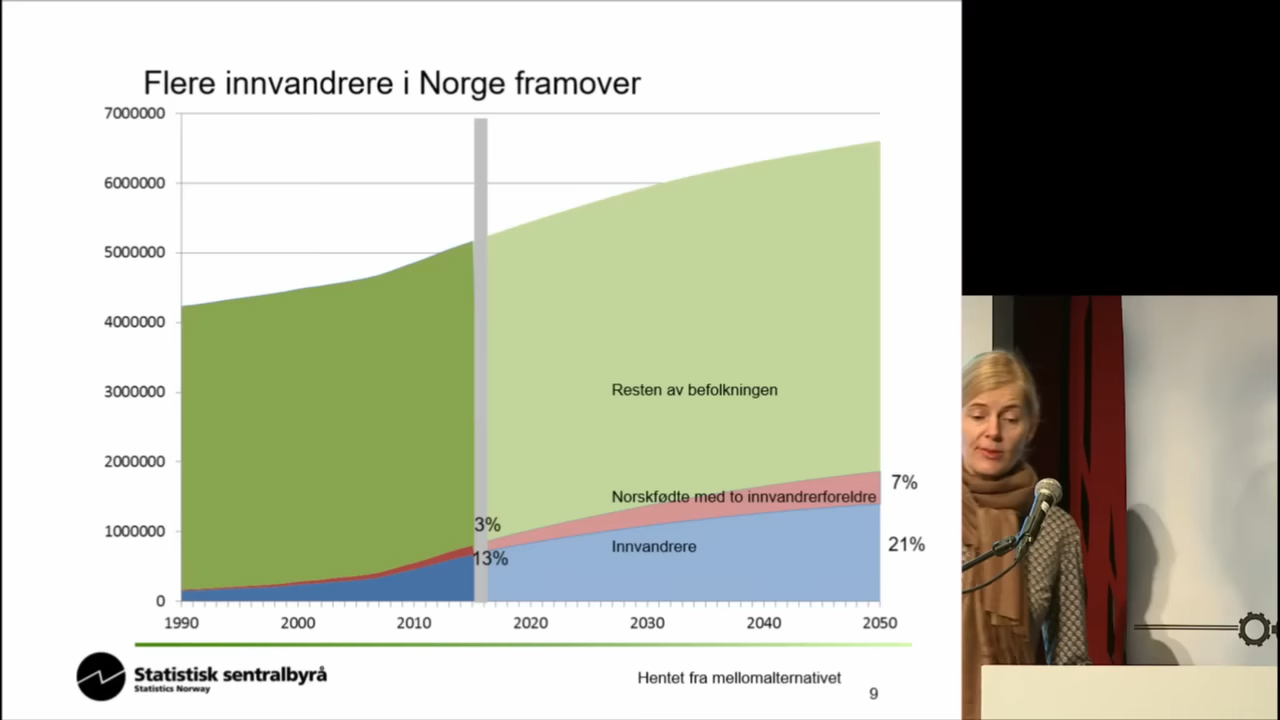 Flere innvandrere i Norge framover
7000000
6000000
5000000
4000000
3000000
2000000
1000000
0
Resten av befolkningen
Norskfødte med to innvandrerforeldre
Innvandrere
3%
13%
7%
21%
1990 2000 2010 2020 2030 2040 2050
Statistisk sentralbyrå
Statistics Norway
Hentet fra mellomalternativet
9